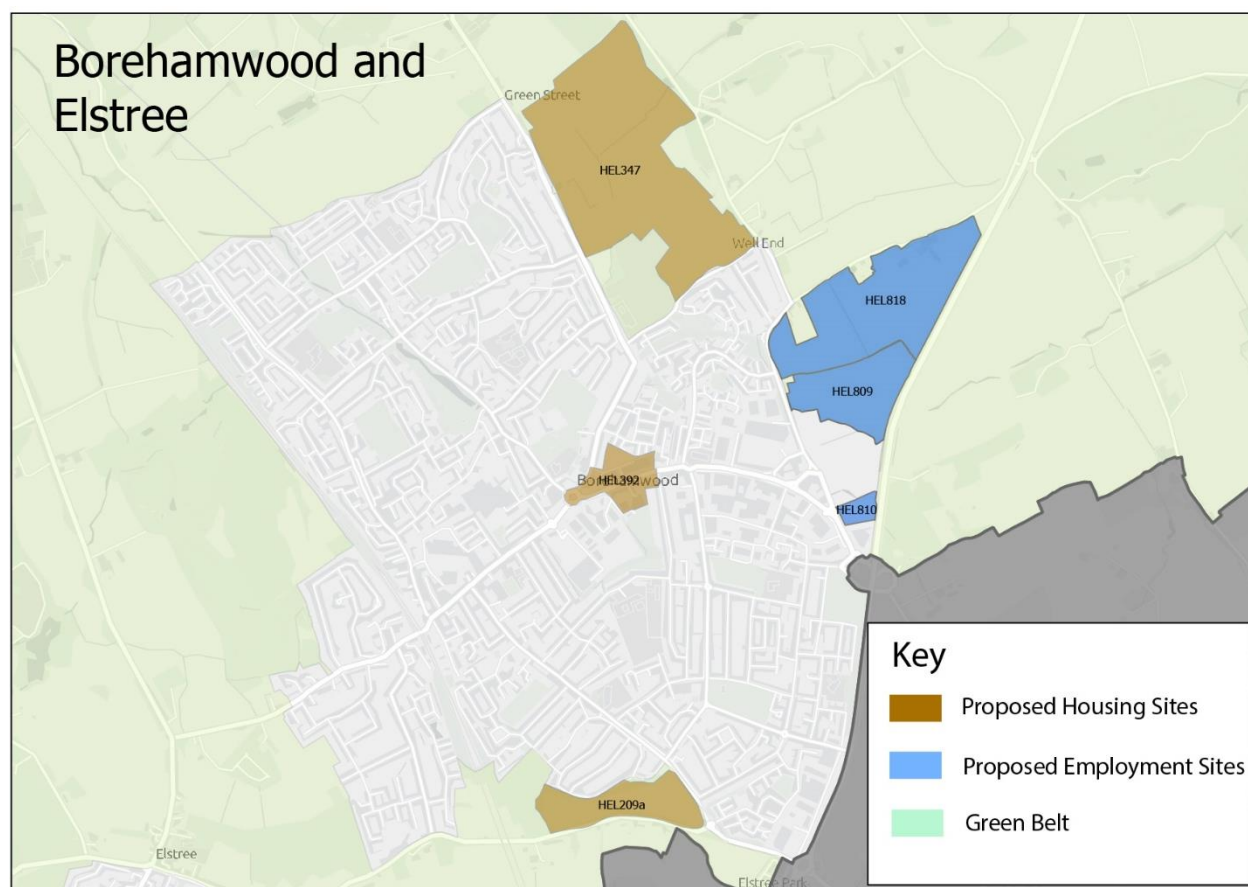 Borehamwood and
Elstree
Green Street
HEL347
Well End
HEL818
HEL809
HEL392
Borehamwood
HEL810
Key
Proposed Housing Sites
Proposed Employment Sites
Green Belt
HEL209a
Elstree
Elstree Park